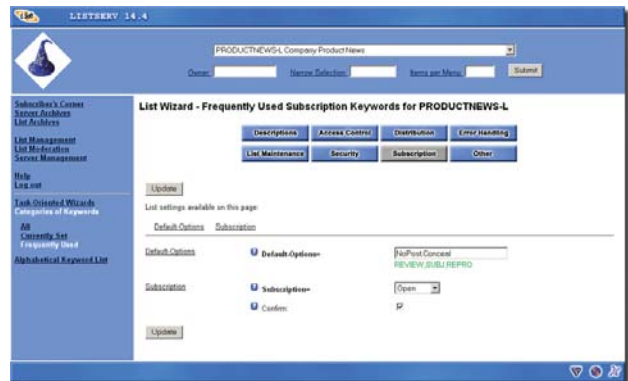 LISTSERV 14.4
PRODUCTNEWS-L Company Product News
Owner: Narrow Selection: Items per Menu: Submit
Subscriber's Corner
Server Archives
List Archives
List Management
List Moderation
Server Management
Help
Log out
Task-Oriented Wizards
Categories of Keywords
All
Currently Set
Frequently Used
Alphabetical Keyword List
List Wizard - Frequently Used Subscription Keywords for PRODUCTNEWS-L
Descriptions Access Control Distribution Error Handling
List Maintenance Security Subscription Other
Update
List settings available on this page:
Default-Options Subscription
Default-Options Default-Options= NoPost,Conceal
REVIEW,SUBJ,REPRO
Subscription Subscription= Open
Confirm:
Update